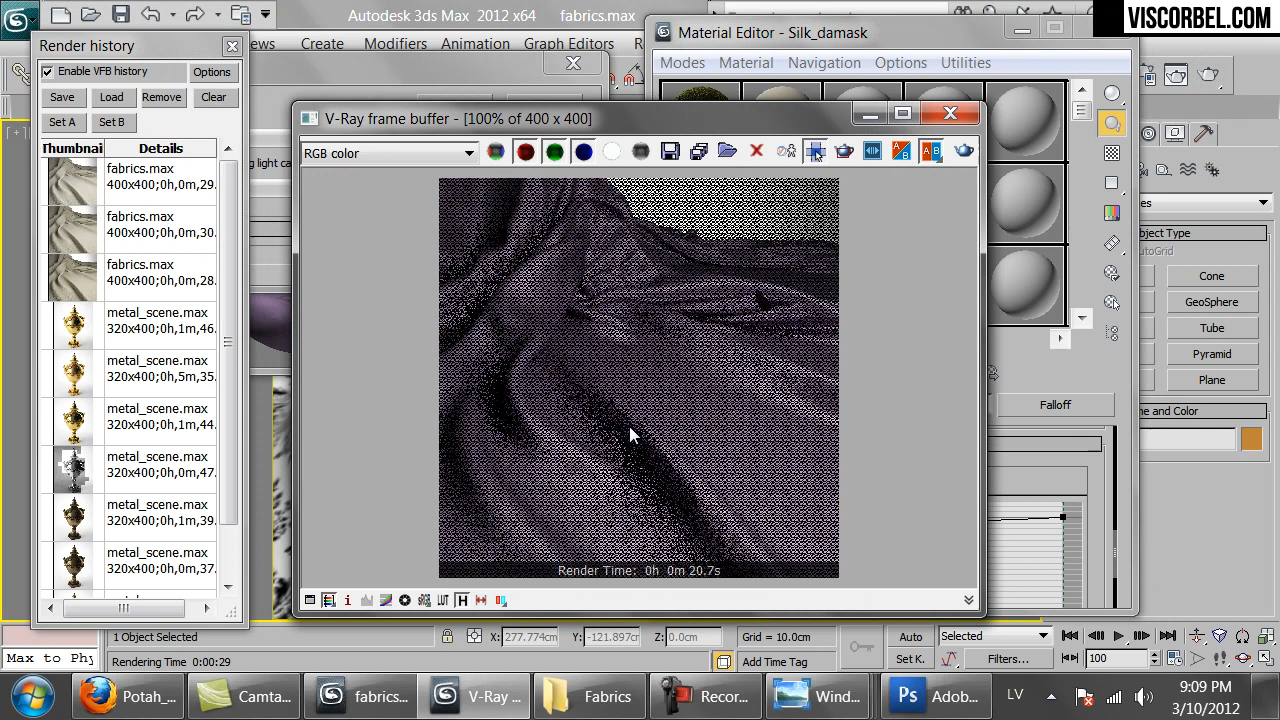 Autodesk 3ds Max 2012 x64 fabrics.max
VISCORBEL.COM
Render history
Material Editor - Silk_damask
Create Modifiers Animation Graph Editors
Modes Material Navigation Options Utilities
Enable VFB history Options
Save Load Remove Clear
Set A Set B
V-Ray frame buffer - [100% of 400 x 400]
RGB color
Details
fabrics.max
400x400;0h,0m,29.
fabrics.max
400x400;0h,0m,30.
fabrics.max
400x400;0h,0m,28.
metal_scene.max
320x400;0h,1m,46.
metal_scene.max
320x400;0h,5m,35.
metal_scene.max
320x400;0h,1m,44.
metal_scene.max
320x400;0h,0m,47.
metal_scene.max
320x400;0h,1m,39.
metal_scene.max
320x400;0h,0m,37.
Cone
GeoSphere
Tube
Pyramid
Plane
Falloff
Render Time: 0h 0m 20.7s
1 Object Selected
X: 277.774cm Y: -121.897cm Z: 0.0cm Grid = 10.0cm
Auto Selected
Max to Phy
Rendering Time 0:00:29
Add Time Tag
Set K. Filters... 100
Potah_... Camta... fabrics... V-Ray ... Fabrics Recor... Wind... Adob...
LV
9:09 PM
3/10/2012